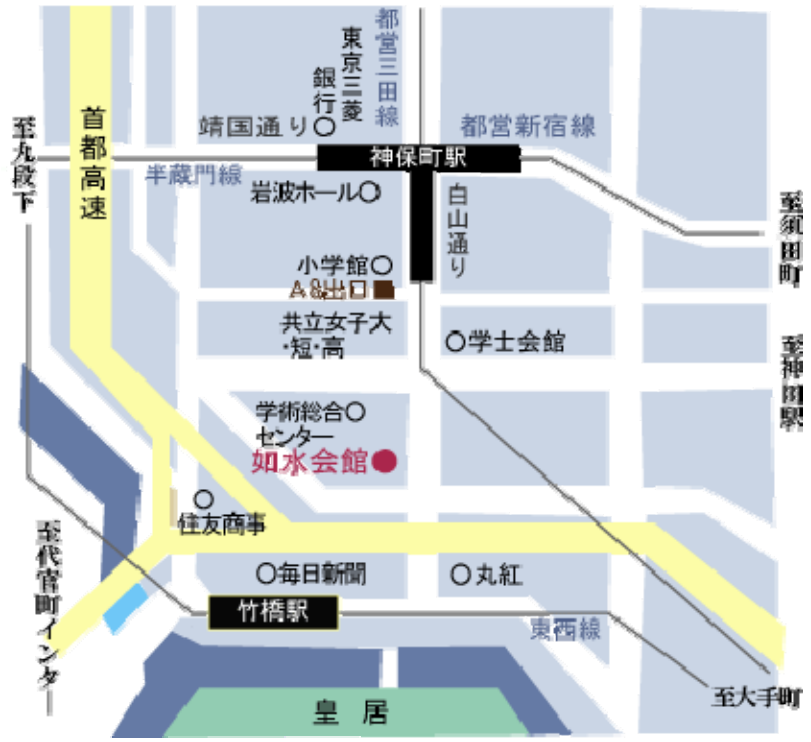 都営三田線
東京三菱
銀行
靖国通り
都営新宿線
首都高速
至九段下
神保町駅
半蔵門線
岩波ホール
白山通り
至須田町
小学館
A8出口
共立女子大
・短・高
学士会館
至神田駅
学術総合
センター
如水会館
住友商事
至代官町インター
毎日新聞
丸紅
竹橋駅
東西線
至大手町
皇居